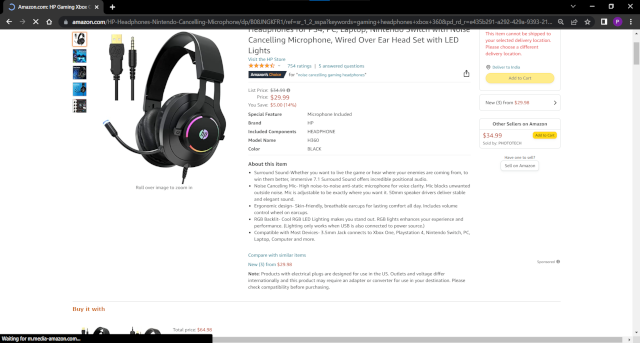 Amazon.com: HP Gaming Xbox
amazon.com/HP-Headphones-Nintendo-Cancelling-Microphone/dp/B08JNGKFR1/ref=sr_1_2_sspa?keywords=gaming+headphones+xbox+360&pd_rd_r=e435b291-a292-429a-9393-21...
Headphones for PS4, PC, Laptop, Nintendo Switch with Noise
Cancelling Microphone, Wired Over Ear Head Set with LED
Lights
Visit the HP Store
754 ratings | 5 answered questions
Amazon's Choice for "noise cancelling gaming headphones"
List Price: $34.99
Price: $29.99
You Save: $5.00 (14%)
Special Feature Microphone Included
Brand HP
Included Components HEADPHONE
Model Name H360
Color BLACK
About this item
• Surround Sound- Whether you want to live the game or hear where your enemies are coming from, to
win them better, immersive 7.1 Surround Sound offers incredible positional audio.
• Noise Canceling Mic- High noise-to-noise anti-static microphone for voice clarity. Mic blocks unwanted
outside noise. Mic is adjustable to be exactly where you want it. 50mm speaker drivers deliver stable
and elegant sound.
• Ergonomic design- Skin-friendly, breathable earcups for lasting comfort all day. Includes volume
control wheel on earcups.
• RGB Backlit- Cool RGB LED Lighting makes you stand out. RGB lights enhance your experience and
performance. (Lighting only works when USB is also connected to power source.)
• Compatible with Most Devices- 3.5mm Jack connects to Xbox One, Playstation 4, Nintendo Switch, PC,
Laptop, Computer and more.
Compare with similar items
New (3) from $29.98
Note: Products with electrical plugs are designed for use in the US. Outlets and voltage differ
internationally and this product may require an adapter or converter for use in your destination. Please
check compatibility before purchasing.
Roll over image to zoom in
This item cannot be shipped to
your selected delivery location.
Please choose a different
delivery location.
Deliver to India
Add to Cart
New (3) from $29.98
Other Sellers on Amazon
$34.99
Add to Cart
Sold by: PHOTOTECH
Have one to sell?
Sell on Amazon
Sponsored
Buy it with
Total price: $64.98
Waiting for m.media-amazon.com...